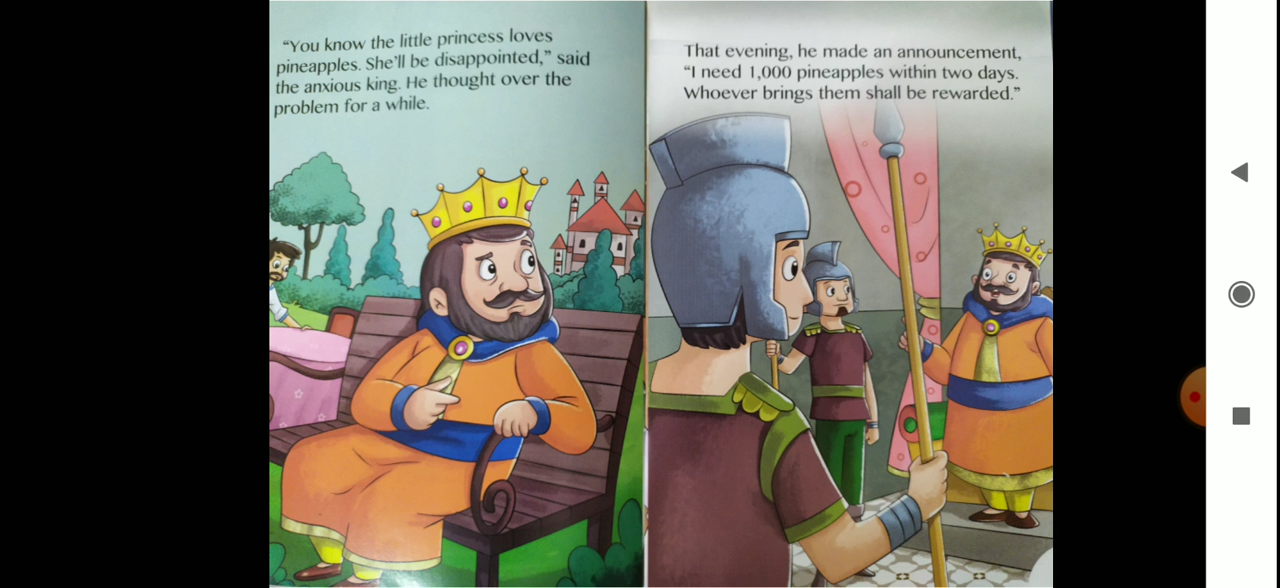 “You know the little princess loves
pineapples. She’ll be disappointed,” said
the anxious king. He thought over the
problem for a while.
That evening, he made an announcement,
“I need 1,000 pineapples within two days.
Whoever brings them shall be rewarded.”